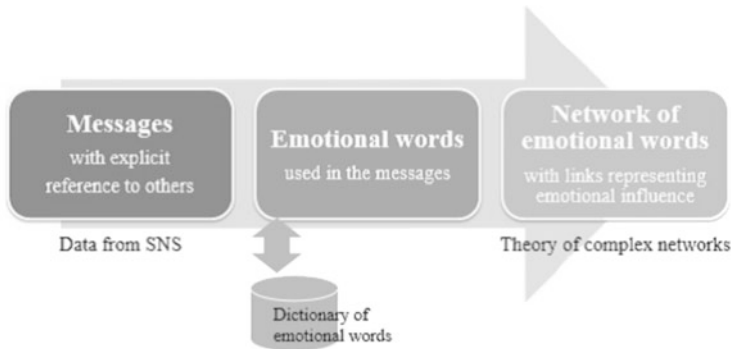 Messages
with explicit
reference to others
Emotional words
used in the messages
Network of
emotional words
with links representing
emotional influence
Data from SNS
Theory of complex networks
Dictionary of
emotional words